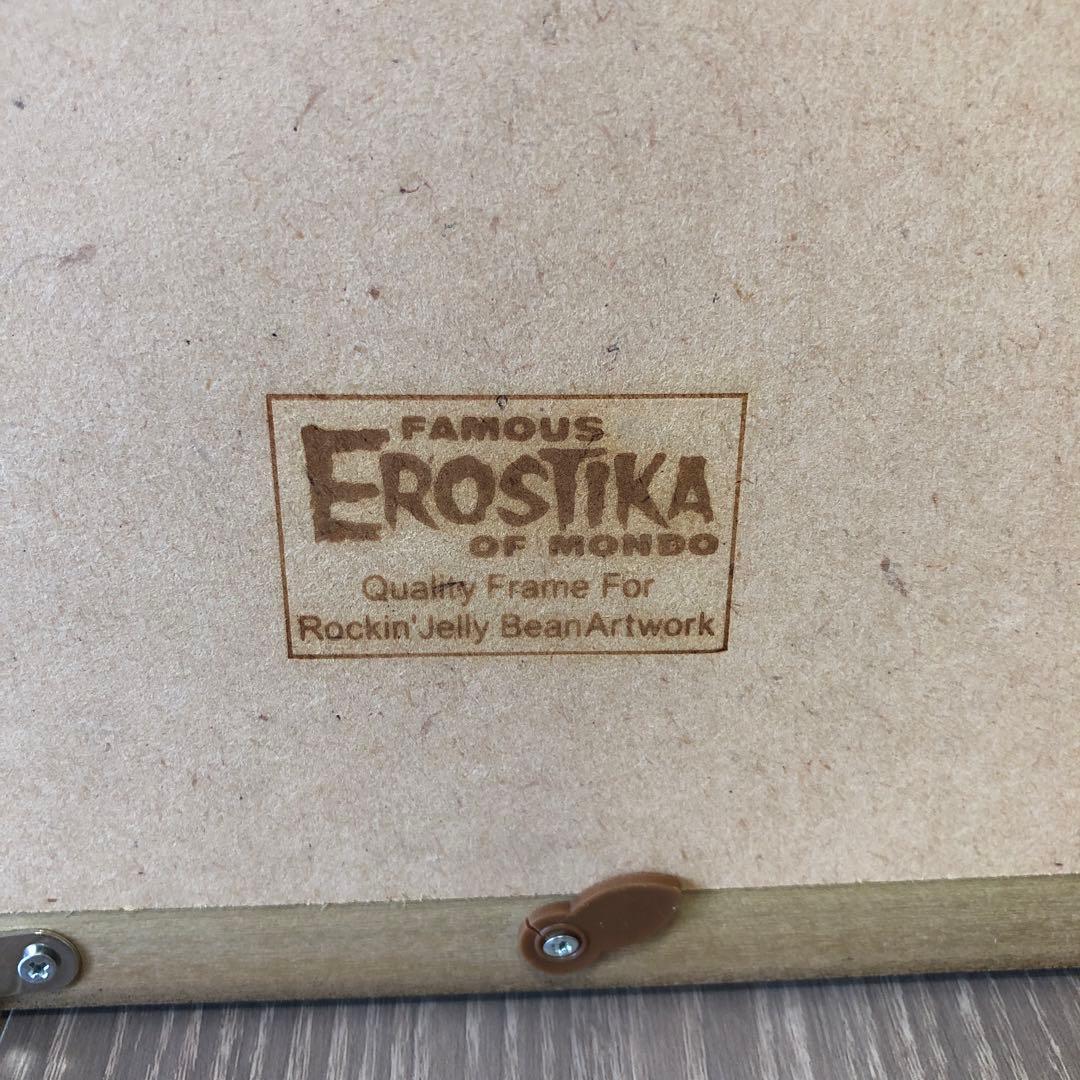 FAMOUS
EROSTIKA
OF MONDO
Quality Frame For
Rockin'Jelly BeanArtwork